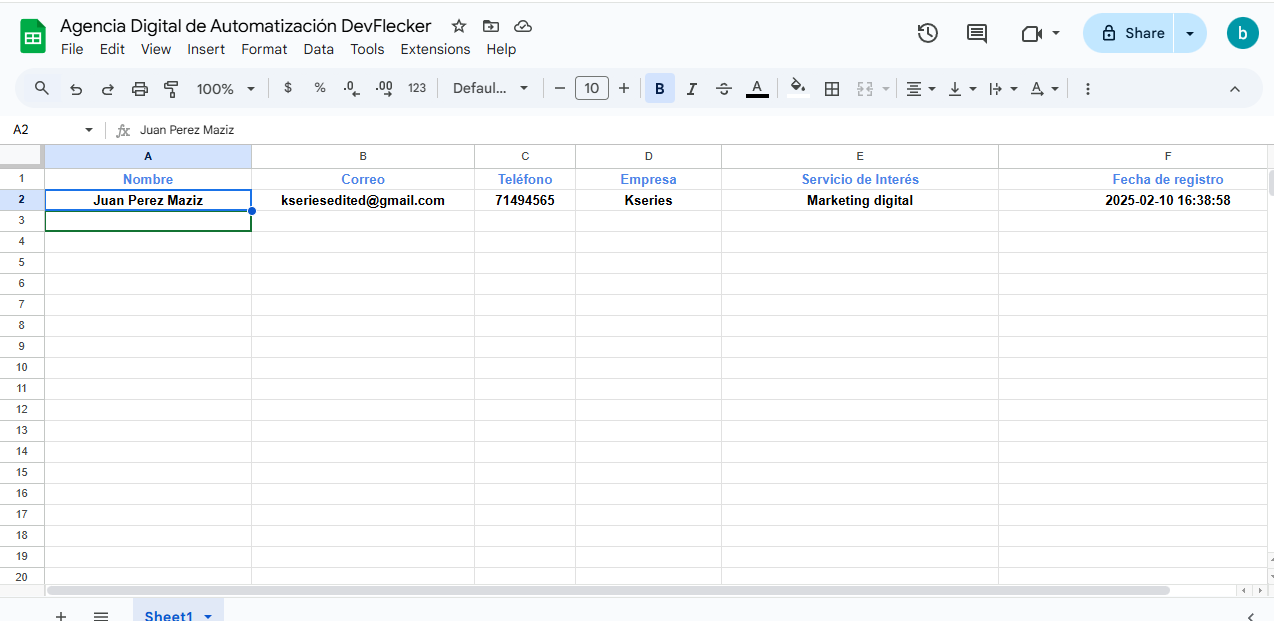 Agencia Digital de Automatización DevFlecker
File Edit View Insert Format Data Tools Extensions Help
Share
b
100% $ % .0 .00 123 Defaul... 10 B I A
A2 fx Juan Perez Maziz
A B C D E F
1 Nombre Correo Teléfono Empresa Servicio de Interés Fecha de registro
2 Juan Perez Maziz kseriesedited@gmail.com 71494565 Kseries Marketing digital 2025-02-10 16:38:58
3
4
5
6
7
8
9
10
11
12
13
14
15
16
17
18
19
20
Sheet1